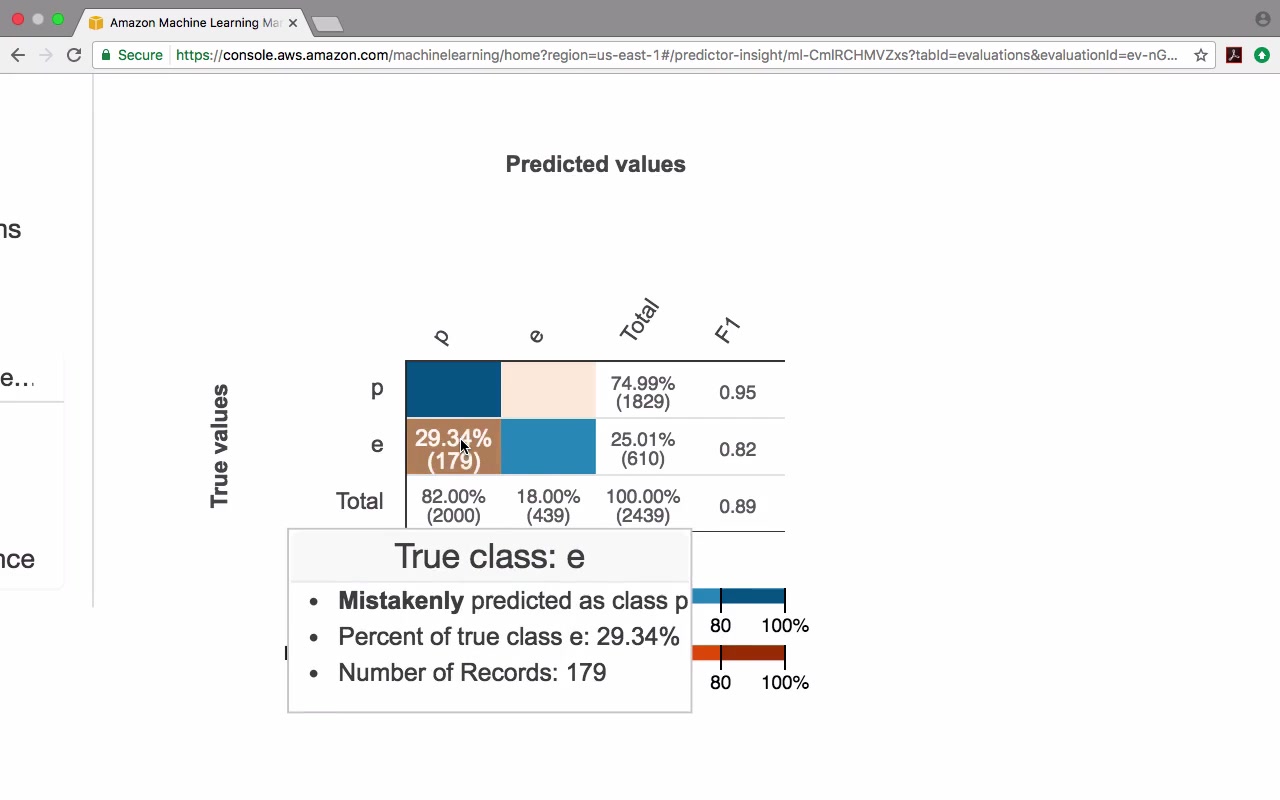 Amazon Machine Learning Ma
Secure
https://console.aws.amazon.com/machinelearning/home?region=us-east-1#/predictor-insight/ml-CmlRCHMVZxs?tabId=evaluations&evaluationId=ev-nG...
Predicted values
ns
e...
nce
True values
p e Total F1
p 74.99% 0.95
(1829)
e 29.34% 25.01% 0.82
(179) (610)
Total 82.00% 18.00% 100.00% 0.89
(2000) (439) (2439)
True class: e
• Mistakenly predicted as class p
• Percent of true class e: 29.34%
• Number of Records: 179
80 100%
80 100%